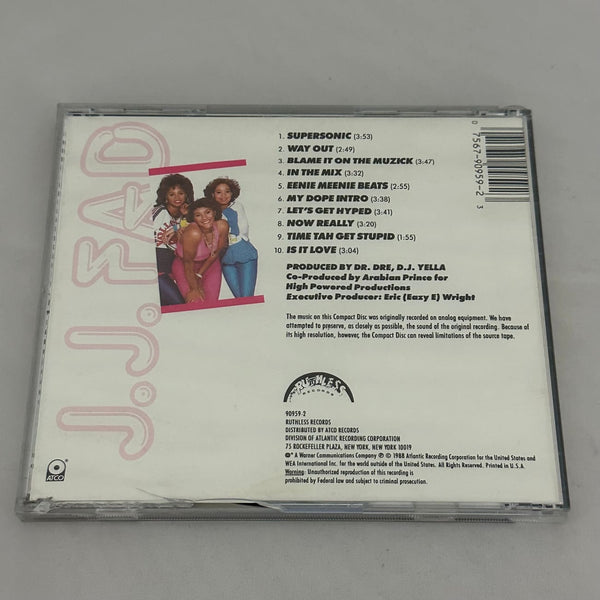 J.J. FAD
1. SUPERSONIC (3:53)
2. WAY OUT (2:49)
3. BLAME IT ON THE MUZICK (3:47)
4. IN THE MIX (3:32)
5. EENIE MEENIE BEATS (2:55)
6. MY DOPE INTRO (3:38)
7. LET'S GET HYPED (3:41)
8. NOW REALLY (3:20)
9. TIME TAH GET STUPID (1:55)
10. IS IT LOVE (3:04)
PRODUCED BY DR. DRE, D.J. YELLA
Co-Produced by Arabian Prince for
High Powered Productions
Executive Producer: Eric (Eazy E) Wright
The music on this Compact Disc was originally recorded on analog equipment. We have
attempted to preserve, as closely as possible, the sound of the original recording. Because of
its high resolution, however, the Compact Disc can reveal limitations of the source tape.
RUTHLESS
RECORDS
90959-2
RUTHLESS RECORDS
DISTRIBUTED BY ATCO RECORDS
DIVISION OF ATLANTIC RECORDING CORPORATION
75 ROCKEFELLER PLAZA, NEW YORK, NEW YORK 10019
A Warner Communications Company ℗ © 1988 Atlantic Recording Corporation for the United States and
WEA International Inc. for the world outside of the United States. All Rights Reserved. Printed in U.S.A.
Warning: Unauthorized reproduction of this recording is
prohibited by Federal law and subject to criminal prosecution.
ATCO
0 7567-90959-2 3